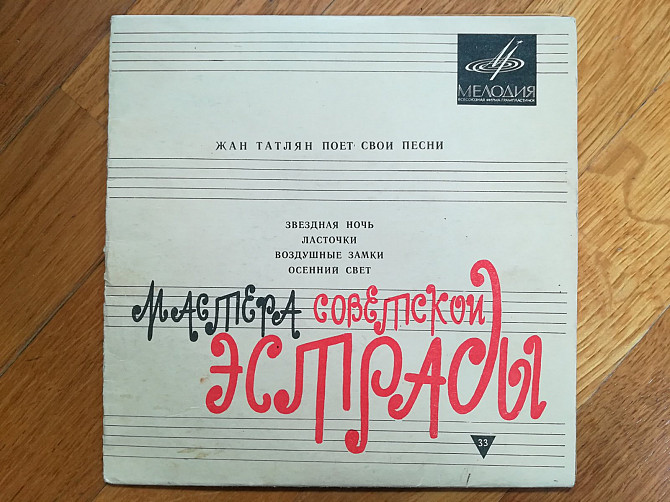 МЕЛОДИЯ
ВСЕСОЮЗНАЯ ФИРМА ГРАМПЛАСТИНОК
ЖАН ТАТЛЯН ПОЕТ СВОИ ПЕСНИ
ЗВЕЗДНАЯ НОЧЬ
ЛАСТОЧКИ
ВОЗДУШНЫЕ ЗАМКИ
ОСЕННИЙ СВЕТ
МАСТЕРА СОВЕТСКОЙ
ЭСТРАДЫ
33